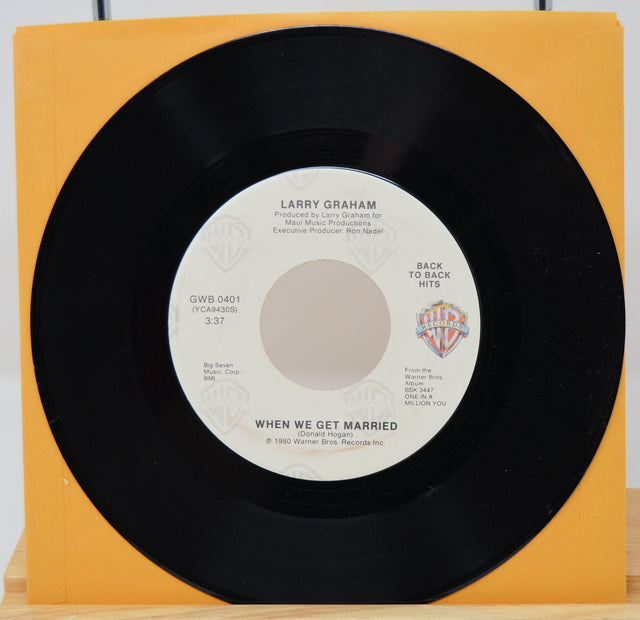 LARRY GRAHAM
Produced by Larry Graham for
Maui Music Productions
Executive Producer: Ron Nadel
BACK
TO BACK
HITS
GWB 0401
(YCA9430S)
3:37
WB
RECORDS
Big Seven
Music. Corp -
BMI
From the
Warner Bros.
Album
BSK 3447
ONE IN A
MILLION YOU
WHEN WE GET MARRIED
(Donald Hogan)
℗ 1980 Warner Bros. Records Inc.